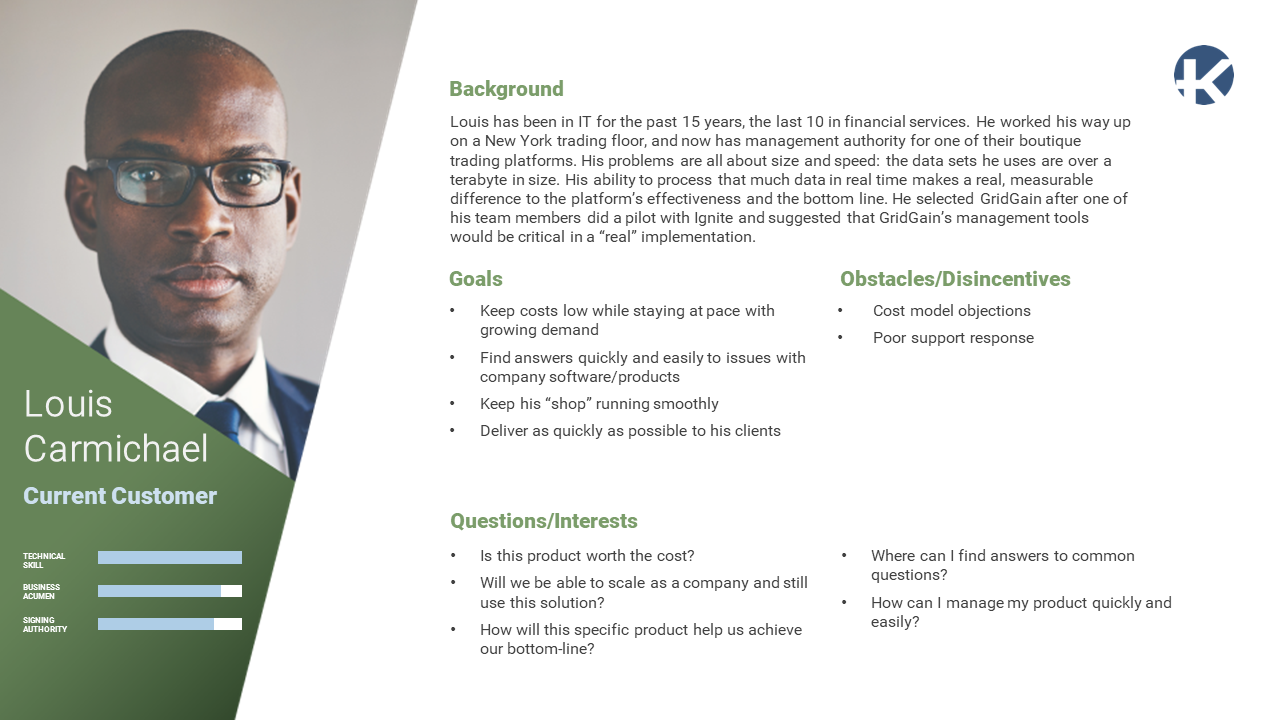 Louis
Carmichael
Current Customer
TECHNICAL
SKILL
BUSINESS
ACUMEN
SIGNING
AUTHORITY
Background
Louis has been in IT for the past 15 years, the last 10 in financial services. He worked his way up
on a New York trading floor, and now has management authority for one of their boutique
trading platforms. His problems are all about size and speed: the data sets he uses are over a
terabyte in size. His ability to process that much data in real time makes a real, measurable
difference to the platform’s effectiveness and the bottom line. He selected GridGain after one of
his team members did a pilot with Ignite and suggested that GridGain’s management tools
would be critical in a “real” implementation.
Goals
• Keep costs low while staying at pace with
growing demand
• Find answers quickly and easily to issues with
company software/products
• Keep his “shop” running smoothly
• Deliver as quickly as possible to his clients
Obstacles/Disincentives
• Cost model objections
• Poor support response
Questions/Interests
• Is this product worth the cost?
• Will we be able to scale as a company and still
use this solution?
• How will this specific product help us achieve
our bottom-line?
• Where can I find answers to common
questions?
• How can I manage my product quickly and
easily?
K